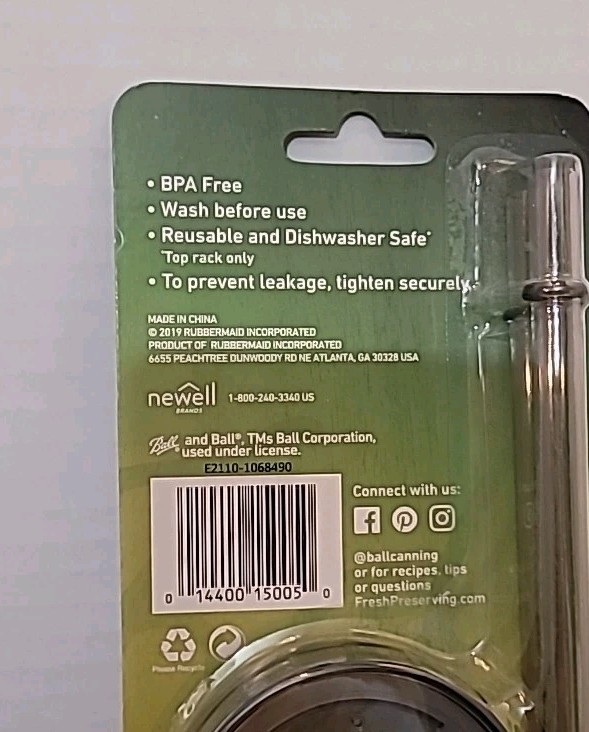 • BPA Free
• Wash before use
• Reusable and Dishwasher Safe*
*Top rack only
• To prevent leakage, tighten securely.
MADE IN CHINA
© 2019 RUBBERMAID INCORPORATED
PRODUCT OF RUBBERMAID INCORPORATED
6655 PEACHTREE DUNWOODY RD NE ATLANTA, GA 30328 USA
newell BRANDS 1-800-240-3340 US
Ball® and Ball®, TMs Ball Corporation,
used under license.
E2110-1068490
0 14400 15005 0
Connect with us:
@ballcanning
or for recipes, tips
or questions
FreshPreserving.com
Please Recycle